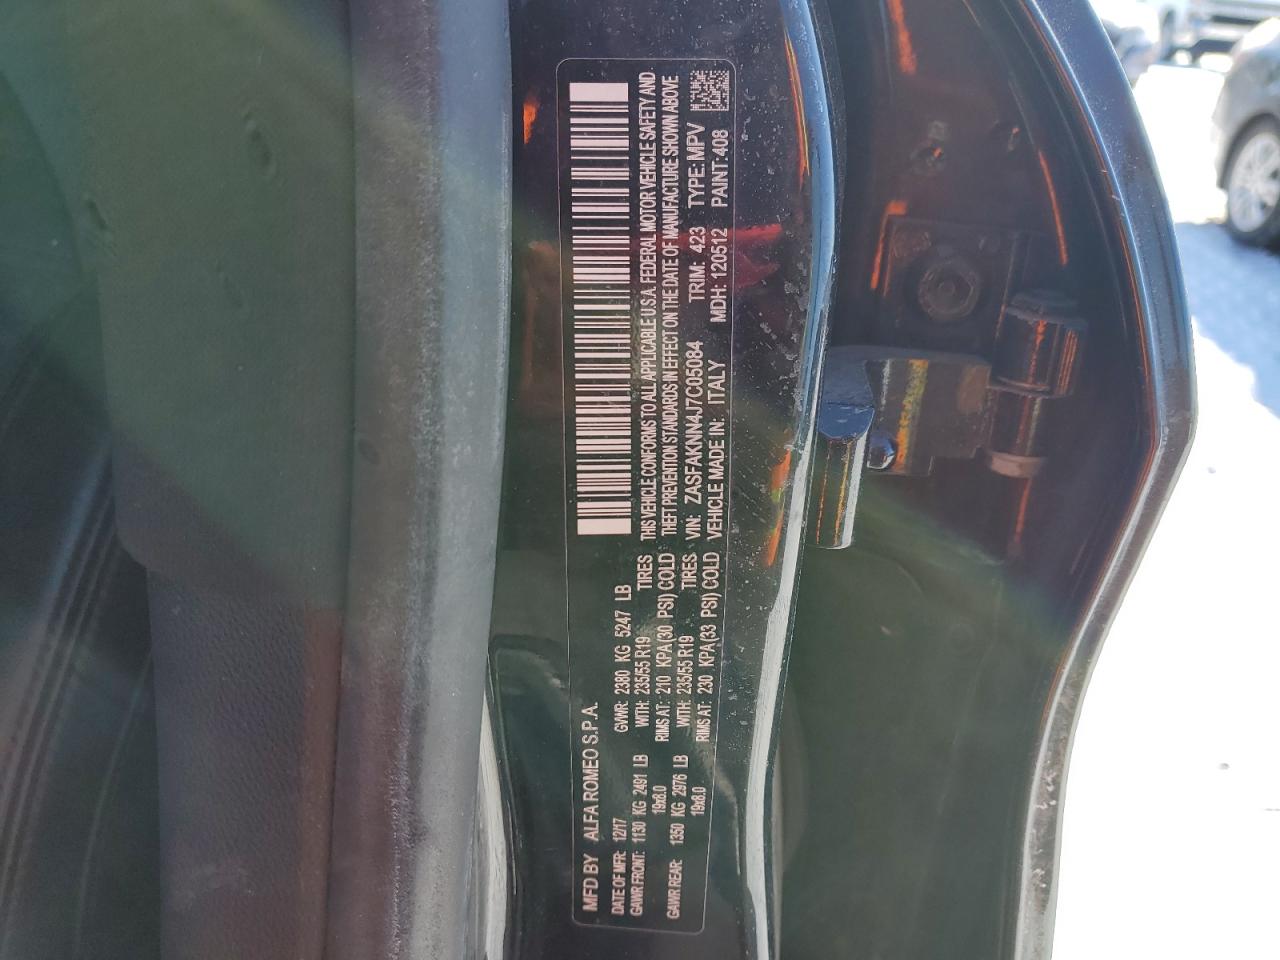 MFD BY ALFA ROMEO S.P.A.
DATE OF MFR: 12/17 GVWR: 2380 KG 5247 LB
GAWR FRONT: 1130 KG 2491 LB WITH: 235/55 R19 TIRES
19x8.0 RIMS AT: 210 KPA(30 PSI) COLD
GAWR REAR: 1350 KG 2976 LB WITH: 235/55 R19 TIRES
19x8.0 RIMS AT: 230 KPA(33 PSI) COLD
THIS VEHICLE CONFORMS TO ALL APPLICABLE U.S.A. FEDERAL MOTOR VEHICLE SAFETY AND
THEFT PREVENTION STANDARDS IN EFFECT ON THE DATE OF MANUFACTURE SHOWN ABOVE
VIN: ZASFAKNN4J7C05084 TRIM: 423 TYPE: MPV
VEHICLE MADE IN: ITALY MDH: 120512 PAINT: 408